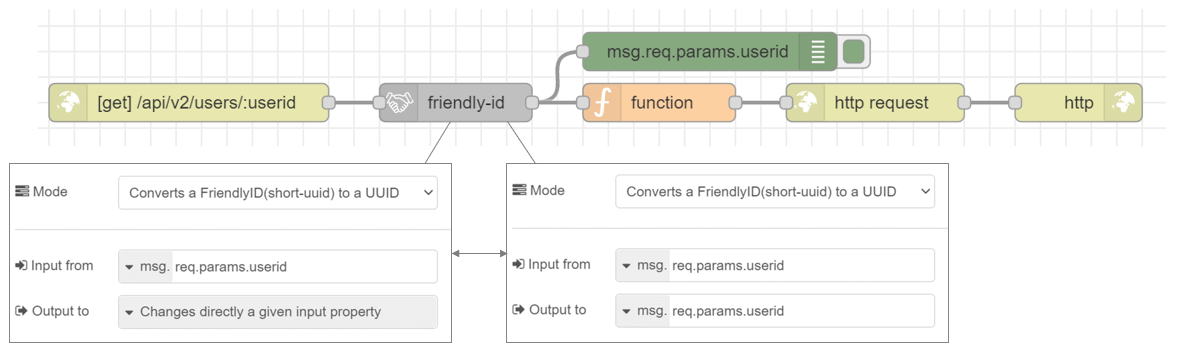 msg.req.params.userid
[get] /api/v2/users/:userid
friendly-id
function
http request
http
Mode
Converts a FriendlyID(short-uuid) to a UUID
Input from
msg. req.params.userid
Output to
Changes directly a given input property
Mode
Converts a FriendlyID(short-uuid) to a UUID
Input from
msg. req.params.userid
Output to
msg. req.params.userid